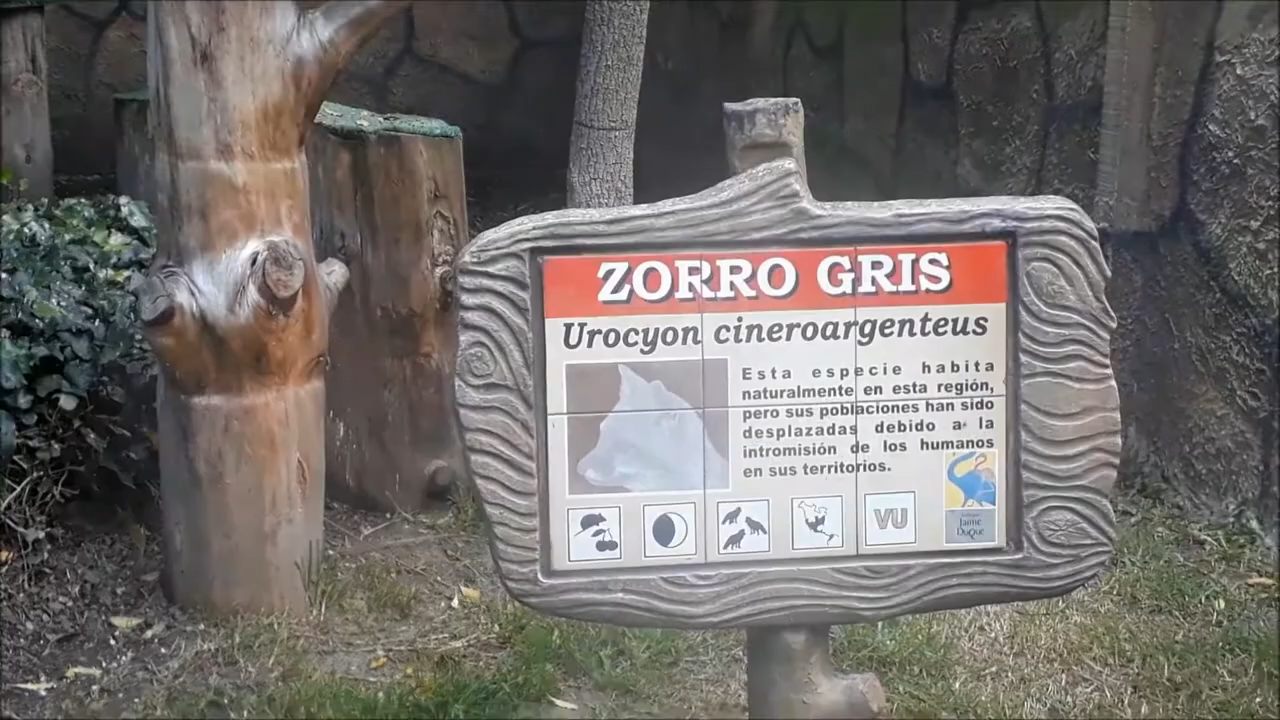 ZORRO GRIS
Urocyon cineroargenteus
Esta especie habita
naturalmente en esta región,
pero sus poblaciones han sido
desplazadas debido a la
intromisión de los humanos
en sus territorios.
VU
Jaime
Duque